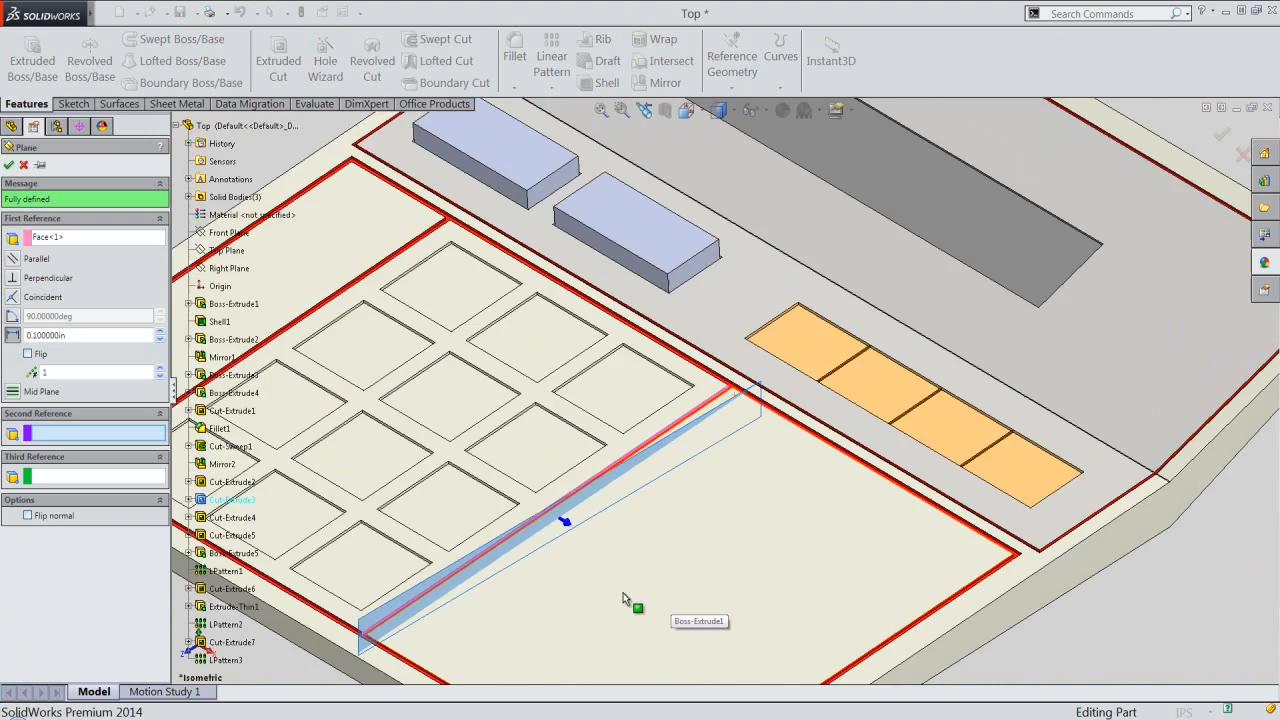 SOLIDWORKS
Top *
Search Commands
Extruded Boss/Base
Revolved Boss/Base
Swept Boss/Base
Lofted Boss/Base
Boundary Boss/Base
Extruded Cut
Hole Wizard
Revolved Cut
Swept Cut
Lofted Cut
Boundary Cut
Fillet
Linear Pattern
Rib
Draft
Shell
Wrap
Intersect
Mirror
Reference Geometry
Curves
Instant3D
Features
Sketch
Surfaces
Sheet Metal
Data Migration
Evaluate
DimXpert
Office Products
Plane
?
Message
Fully defined
First Reference
Face<1>
Parallel
Perpendicular
Coincident
90.00000deg
0.100000in
Flip
1
Mid Plane
Second Reference
Third Reference
Options
Flip normal
Top (Default<<Default>_D...
History
Sensors
Annotations
Solid Bodies(3)
Material <not specified>
Front Plane
Top Plane
Right Plane
Origin
Boss-Extrude1
Shell1
Boss-Extrude2
Mirror1
Boss-Extrude3
Boss-Extrude4
Cut-Extrude1
Fillet1
Cut-Sweep1
Mirror2
Cut-Extrude2
Cut-Extrude3
Cut-Extrude4
Cut-Extrude5
Boss-Extrude5
LPattern1
Cut-Extrude6
Extrude-Thin1
LPattern2
Cut-Extrude7
LPattern3
Boss-Extrude1
*Isometric
Model
Motion Study 1
SolidWorks Premium 2014
Editing Part
IPS